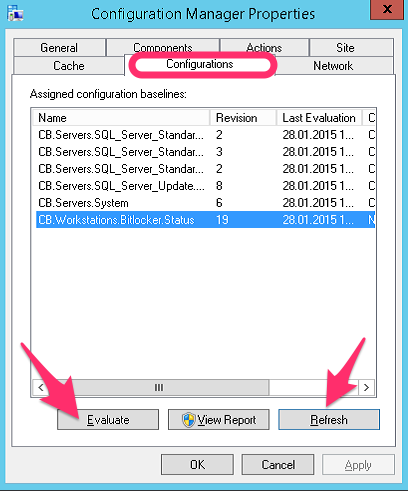 Configuration Manager Properties
x
General Components Actions Site
Cache Configurations Network
Assigned configuration baselines:
Name Revision Last Evaluation C
CB.Servers.SQL_Server_Standar... 2 28.01.2015 1... C
CB.Servers.SQL_Server_Standar... 3 28.01.2015 1... C
CB.Servers.SQL_Server_Standar... 2 28.01.2015 1... C
CB.Servers.SQL_Server_Update.... 8 28.01.2015 1... C
CB.Servers.System 6 28.01.2015 1... C
CB.Workstations.Bitlocker.Status 19 28.01.2015 1... N
Evaluate View Report Refresh
OK Cancel Apply